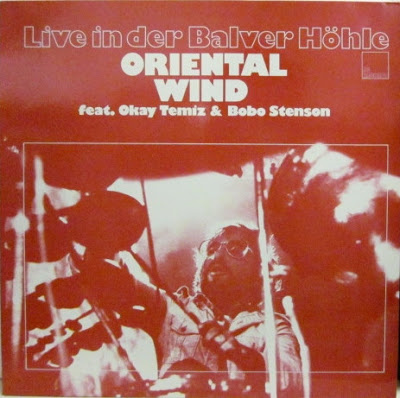 Live in der Balver Höhle
ORIENTAL
WIND
feat. Okay Temiz & Bobo Stenson